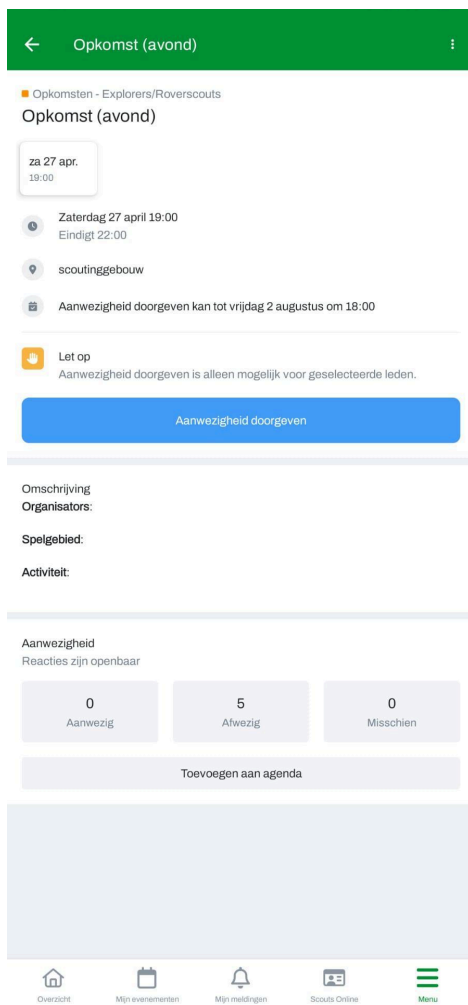 Opkomst (avond)
Opkomsten - Explorers/Roverscouts
Opkomst (avond)
za 27 apr.
19:00
Zaterdag 27 april 19:00
Eindigt 22:00
scoutinggebouw
Aanwezigheid doorgeven kan tot vrijdag 2 augustus om 18:00
Let op
Aanwezigheid doorgeven is alleen mogelijk voor geselecteerde leden.
Aanwezigheid doorgeven
Omschrijving
Organisators:
Spelgebied:
Activiteit:
Aanwezigheid
Reacties zijn openbaar
0 5 0
Aanwezig Afwezig Misschien
Toevoegen aan agenda
Overzicht Mijn evenementen Mijn meldingen Scouts Online Menu